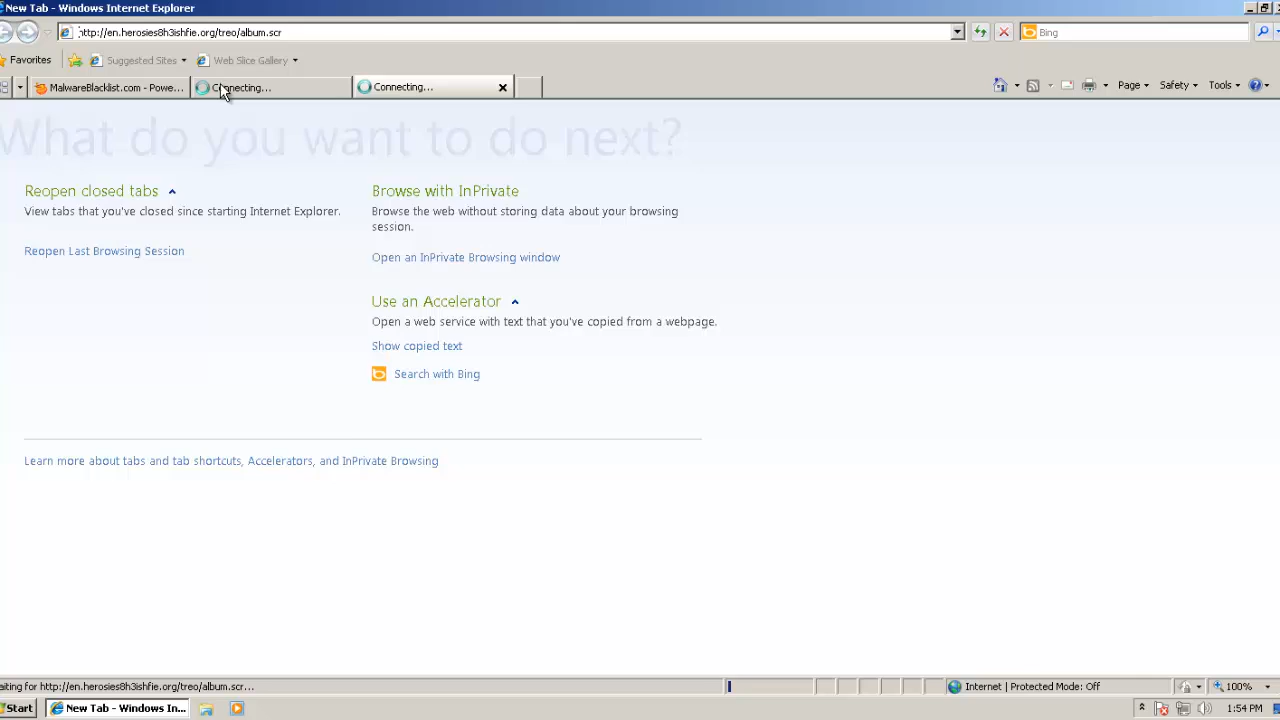 New Tab - Windows Internet Explorer
http://en.herosies8h3ishfie.org/treo/album.scr
Bing
Favorites
Suggested Sites
Web Slice Gallery
MalwareBlacklist.com - Powe...
Connecting...
Connecting...
Page
Safety
Tools
What do you want to do next?
Reopen closed tabs
View tabs that you've closed since starting Internet Explorer.
Reopen Last Browsing Session
Browse with InPrivate
Browse the web without storing data about your browsing
session.
Open an InPrivate Browsing window
Use an Accelerator
Open a web service with text that you've copied from a webpage.
Show copied text
Search with Bing
Learn more about tabs and tab shortcuts, Accelerators, and InPrivate Browsing
aiting for http://en.herosies8h3ishfie.org/treo/album.scr...
Internet | Protected Mode: Off
100%
Start
New Tab - Windows In...
1:54 PM